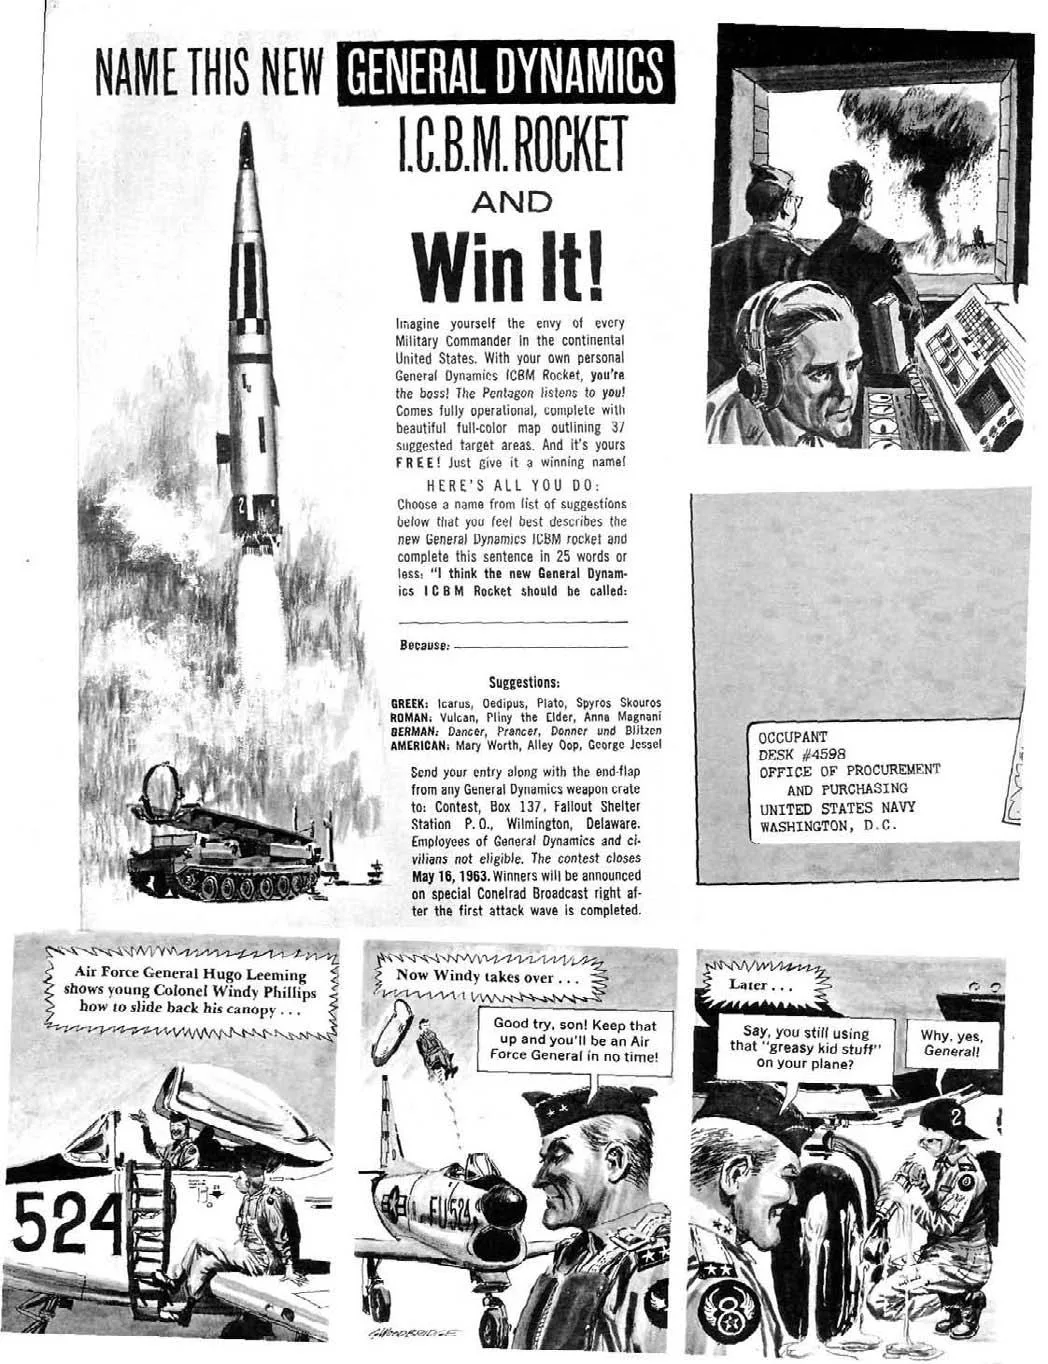 NAME THIS NEW GENERAL DYNAMICS
I.C.B.M. ROCKET
AND
Win It!
Imagine yourself the envy of every
Military Commander in the continental
United States. With your own personal
General Dynamics ICBM Rocket, you're
the boss! The Pentagon listens to you!
Comes fully operational, complete with
beautiful full-color map outlining 37
suggested target areas. And it's yours
FREE! Just give it a winning name!
HERE'S ALL YOU DO:
Choose a name from list of suggestions
below that you feel best describes the
new General Dynamics ICBM rocket and
complete this sentence in 25 words or
less: "I think the new General Dynam-
ics ICBM Rocket should be called:
Because:
Suggestions:
GREEK: Icarus, Oedipus, Plato, Spyros Skouros
ROMAN: Vulcan, Pliny the Elder, Anna Magnani
GERMAN: Dancer, Prancer, Donner und Blitzen
AMERICAN: Mary Worth, Alley Oop, George Jessel
Send your entry along with the end-flap
from any General Dynamics weapon crate
to: Contest, Box 137, Fallout Shelter
Station P.O., Wilmington, Delaware.
Employees of General Dynamics and ci-
vilians not eligible. The contest closes
May 16, 1963. Winners will be announced
on special Conelrad Broadcast right af-
ter the first attack wave is completed.
OCCUPANT
DESK #4598
OFFICE OF PROCUREMENT
AND PURCHASING
UNITED STATES NAVY
WASHINGTON, D.C.
Air Force General Hugo Leeming
shows young Colonel Windy Phillips
how to slide back his canopy . . .
524
Now Windy takes over . . .
Good try, son! Keep that
up and you'll be an Air
Force General in no time!
FU 524
GWOODBRIDGE
Later . . .
Say, you still using
that "greasy kid stuff"
on your plane?
Why, yes,
General!
2
8